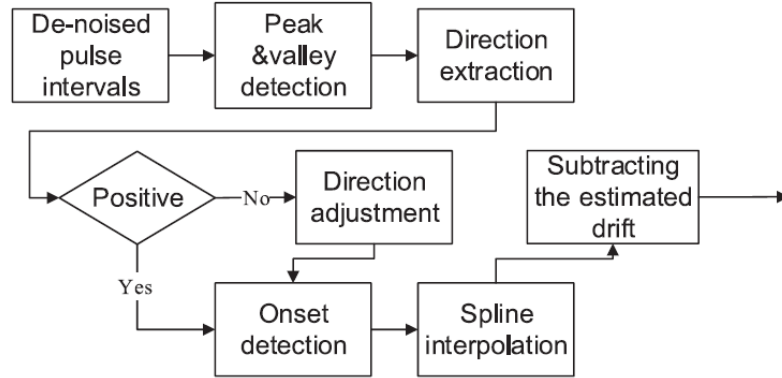 De-noised
pulse
intervals
Peak
&valley
detection
Direction
extraction
Positive
No
Direction
adjustment
Subtracting
the estimated
drift
Yes
Onset
detection
Spline
interpolation